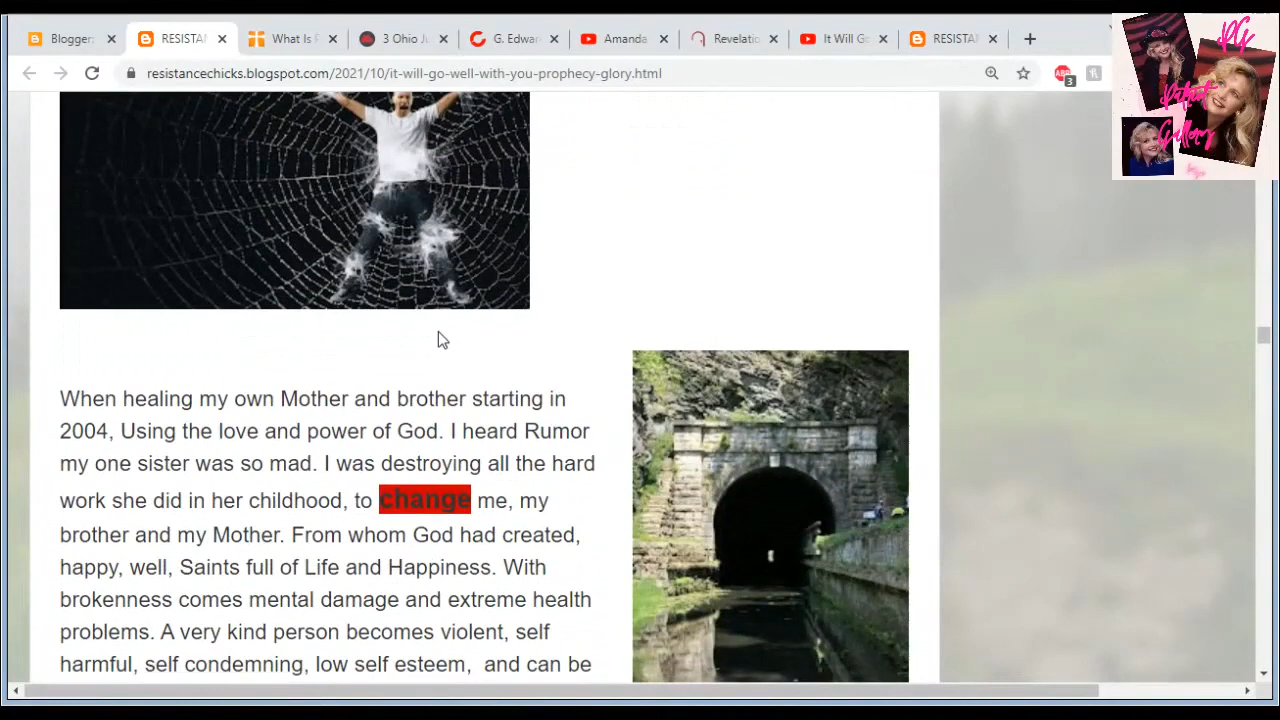 Blogger:
RESISTAN
What Is F
3 Ohio J
G. Edwar
Amanda
Revelatio
It Will Go
RESISTAN
PG
resistancechicks.blogspot.com/2021/10/it-will-go-well-with-you-prophecy-glory.html
ABP
3
Patriot
Gallery
When healing my own Mother and brother starting in
2004, Using the love and power of God. I heard Rumor
my one sister was so mad. I was destroying all the hard
work she did in her childhood, to change me, my
brother and my Mother. From whom God had created,
happy, well, Saints full of Life and Happiness. With
brokenness comes mental damage and extreme health
problems. A very kind person becomes violent, self
harmful, self condemning, low self esteem, and can be